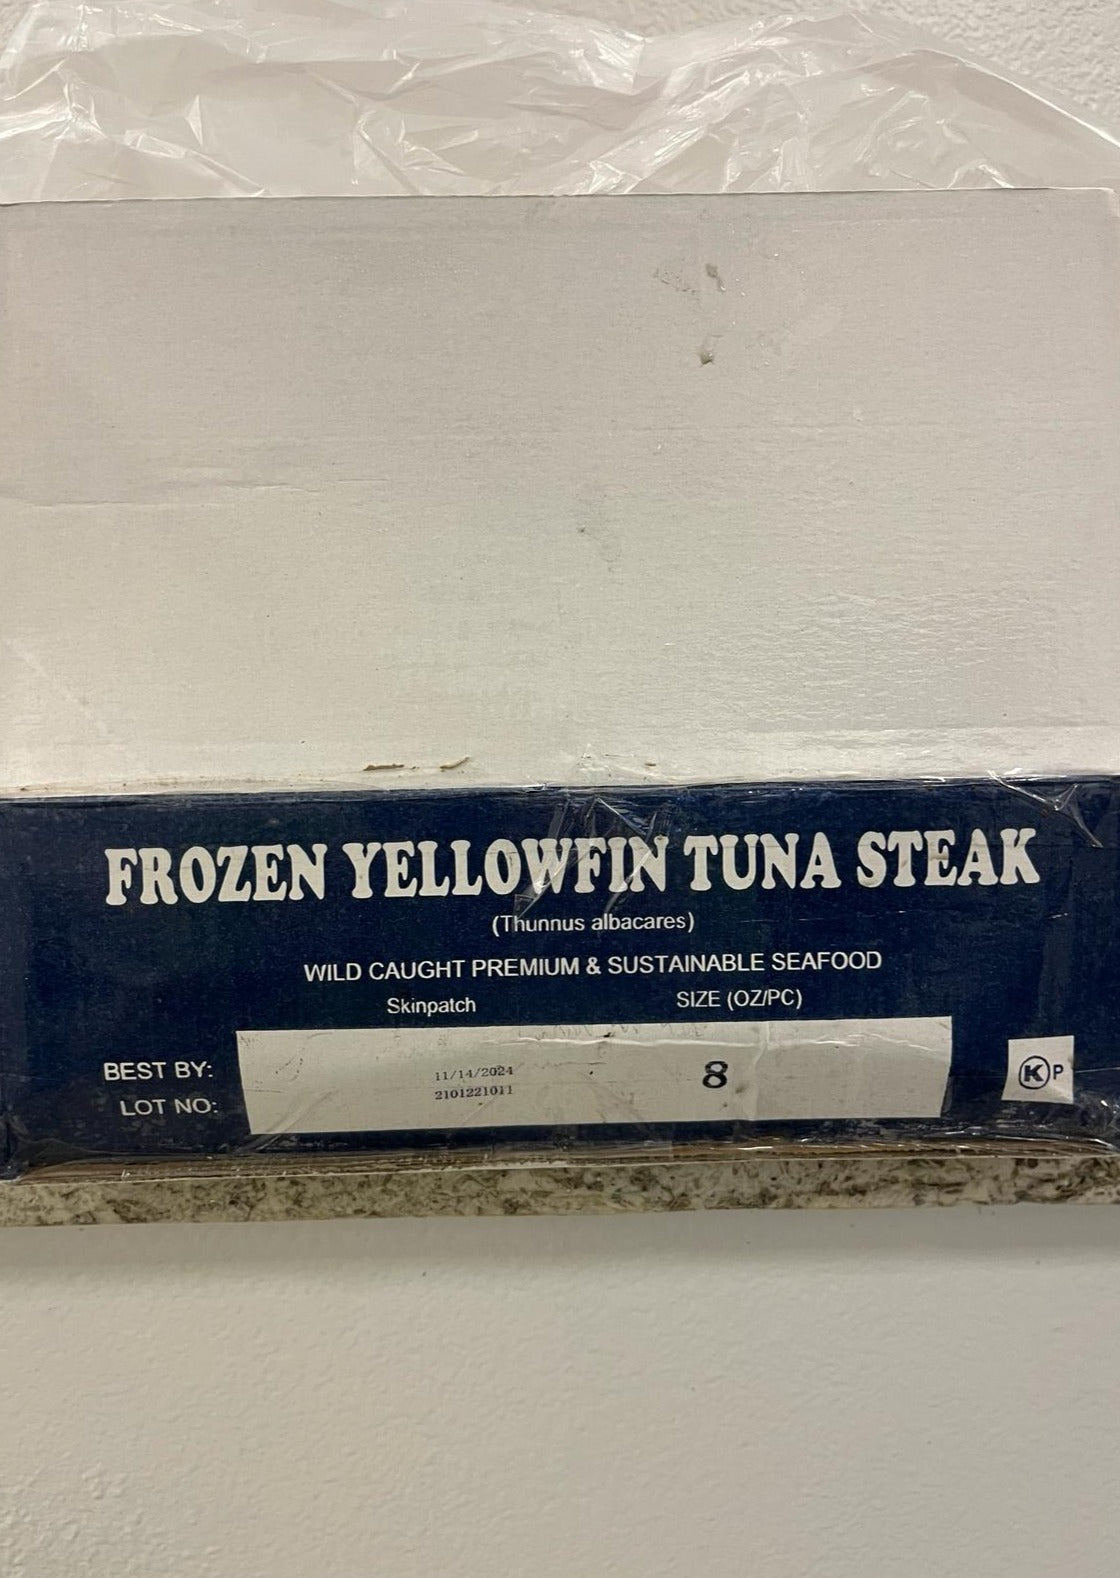 FROZEN YELLOWFIN TUNA STEAK
(Thunnus albacares)
WILD CAUGHT PREMIUM & SUSTAINABLE SEAFOOD
Skinpatch SIZE (OZ/PC)
BEST BY: 11/14/2024 8
LOT NO: 2101221011
K P